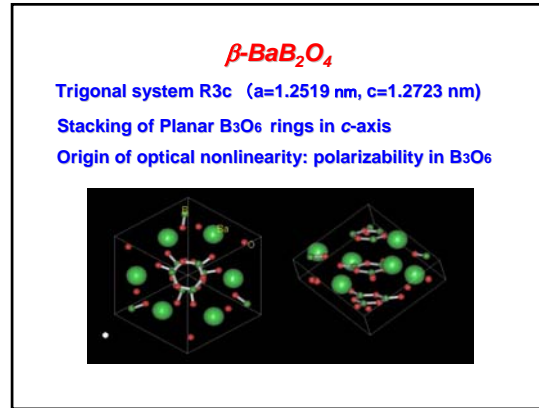 β-BaB₂O₄
Trigonal system R3c （a=1.2519 nm, c=1.2723 nm)
Stacking of Planar B3O6 rings in c-axis
Origin of optical nonlinearity: polarizability in B3O6
B
Ba
O